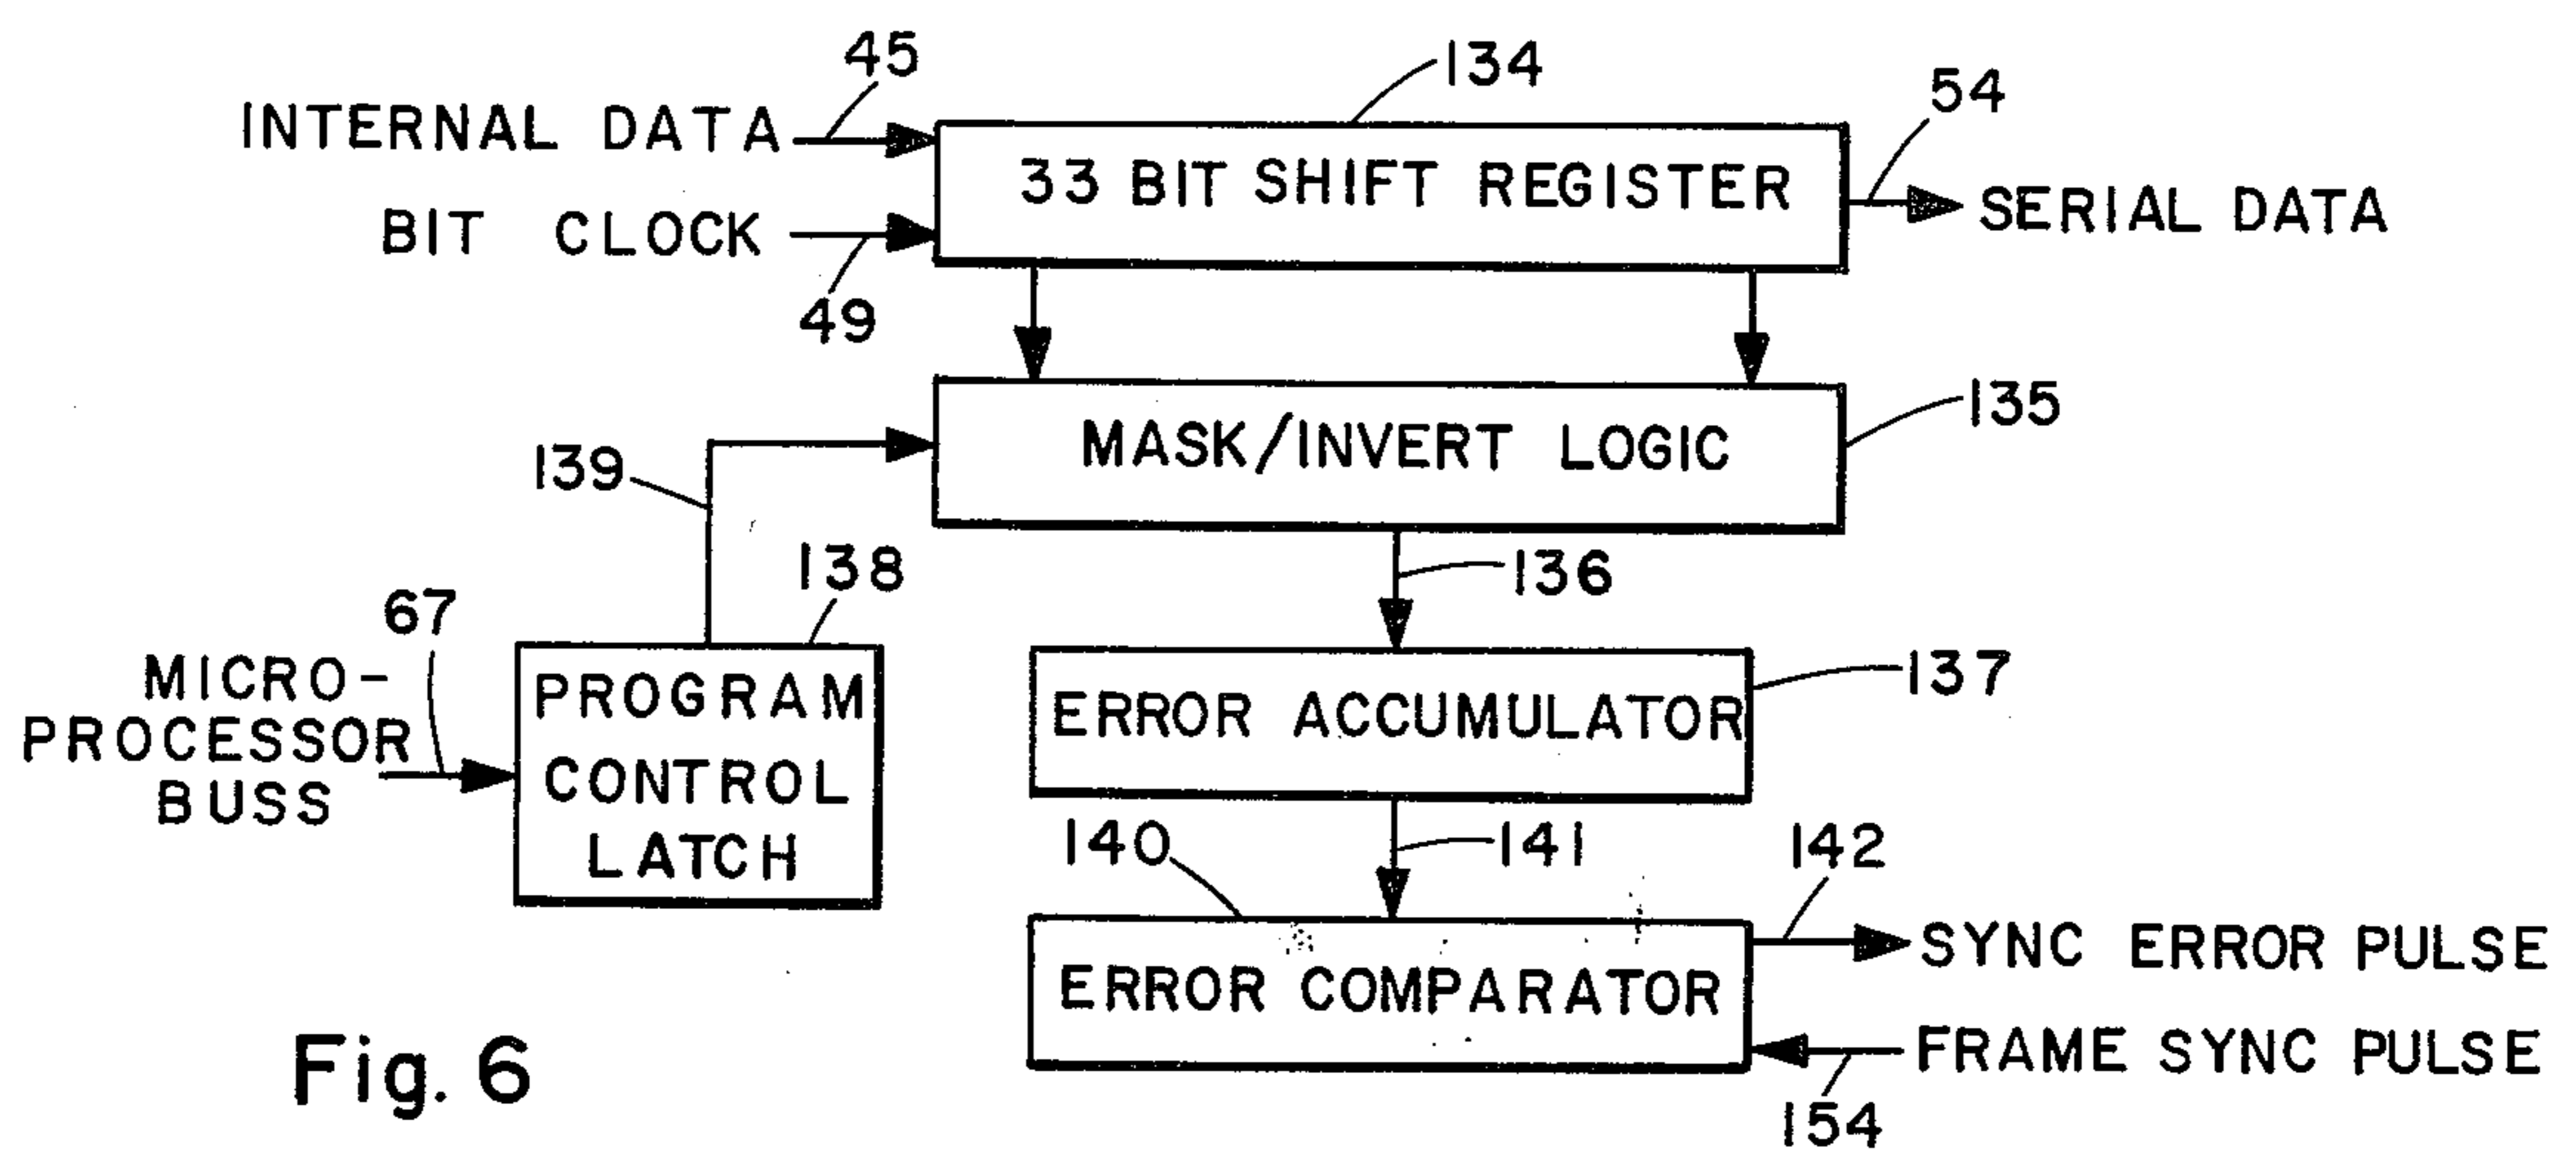 45
134
54
INTERNAL DATA
33 BIT SHIFT REGISTER
SERIAL DATA
BIT CLOCK
49
135
MASK/INVERT LOGIC
139
138
136
67
MICRO-
PROCESSOR
BUSS
PROGRAM
CONTROL
LATCH
137
ERROR ACCUMULATOR
140
141
142
SYNC ERROR PULSE
ERROR COMPARATOR
FRAME SYNC PULSE
154
Fig. 6